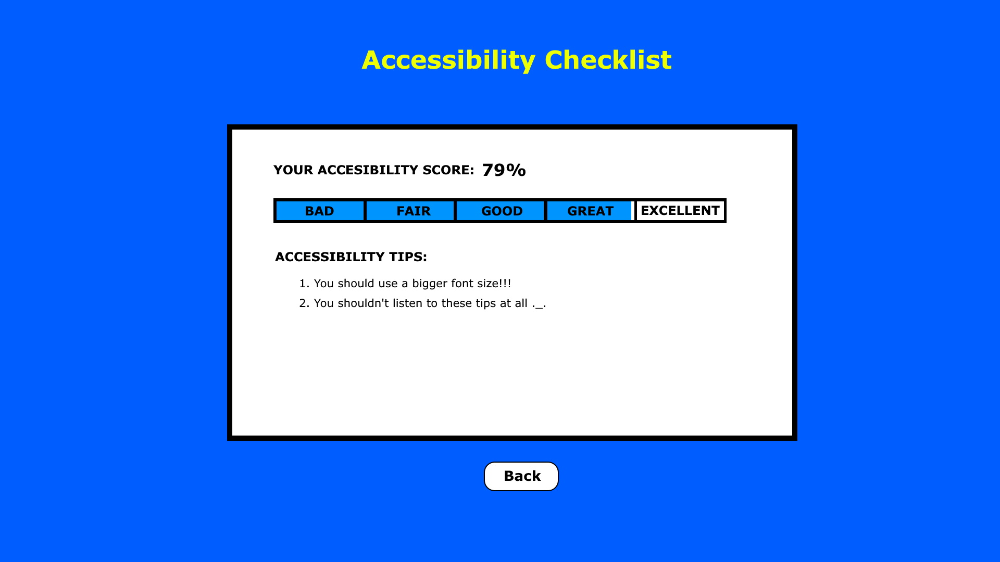 Accessibility Checklist
YOUR ACCESIBILITY SCORE: 79%
BAD FAIR GOOD GREAT EXCELLENT
ACCESSIBILITY TIPS:
1. You should use a bigger font size!!!
2. You shouldn't listen to these tips at all ._.
Back